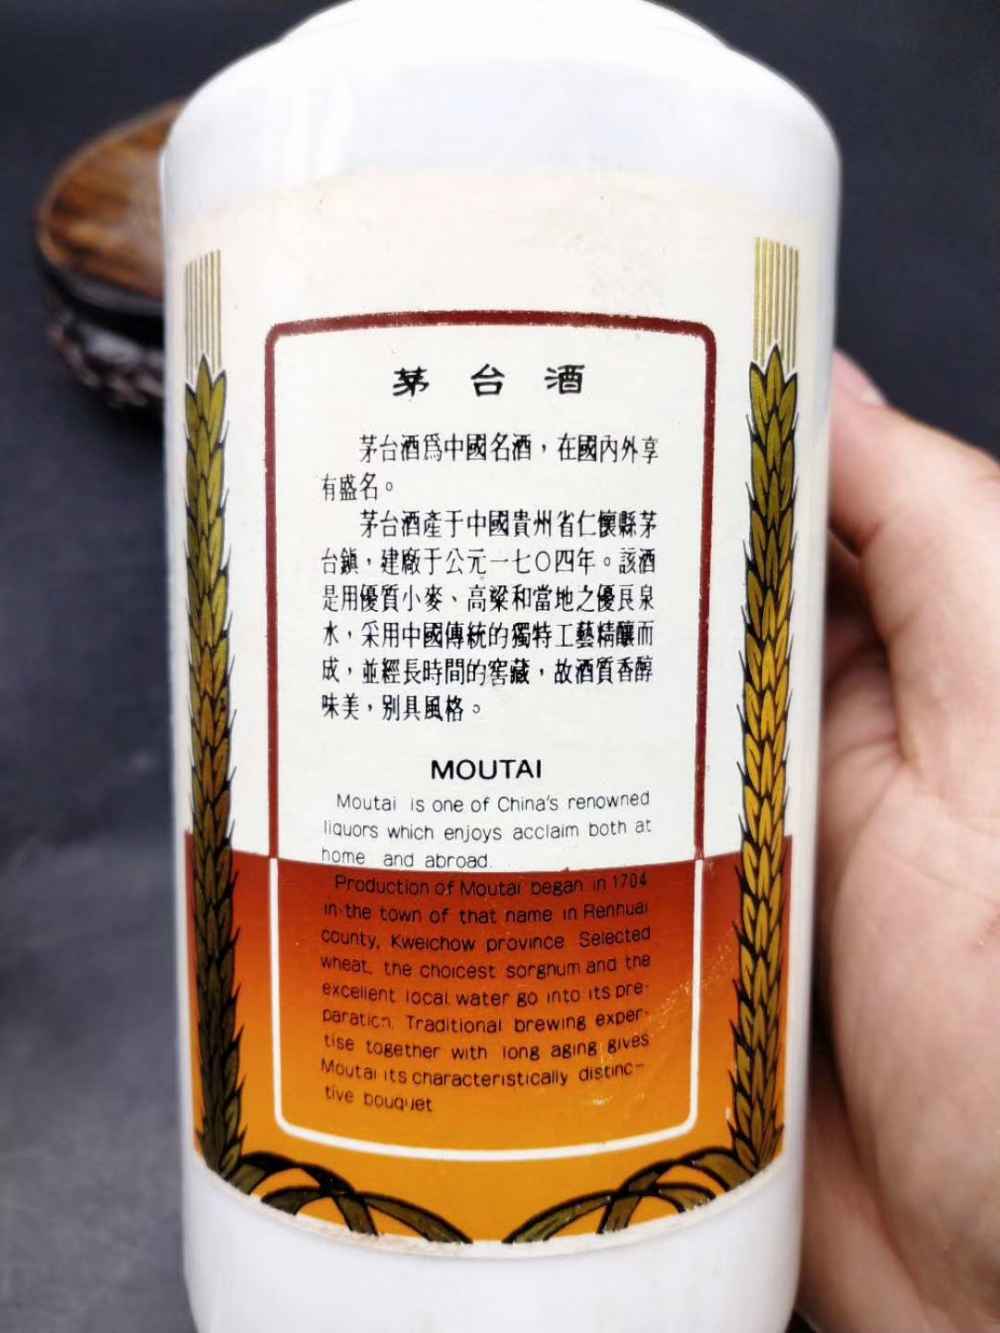 茅台酒
茅台酒爲中國名酒，在國內外享
有盛名。
茅台酒產于中國貴州省仁懷縣茅
台鎮，建廠于公元一七〇四年。該酒
是用優質小麥、高粱和當地之優良泉
水，采用中國傳統的獨特工藝精釀而
成，並經長時間的窖藏，故酒質香醇
味美，别具風格。
MOUTAI
Moutai is one of China's renowned
liquors which enjoys acclaim both at
home and abroad.
Production of Moutai began in 1704
in the town of that name in Renhuai
county, Kweichow province. Selected
wheat, the choicest sorghum and the
excellent local water go into its pre-
paration. Traditional brewing exper-
tise together with long aging gives
Moutai its characteristically distinc-
tive bouquet